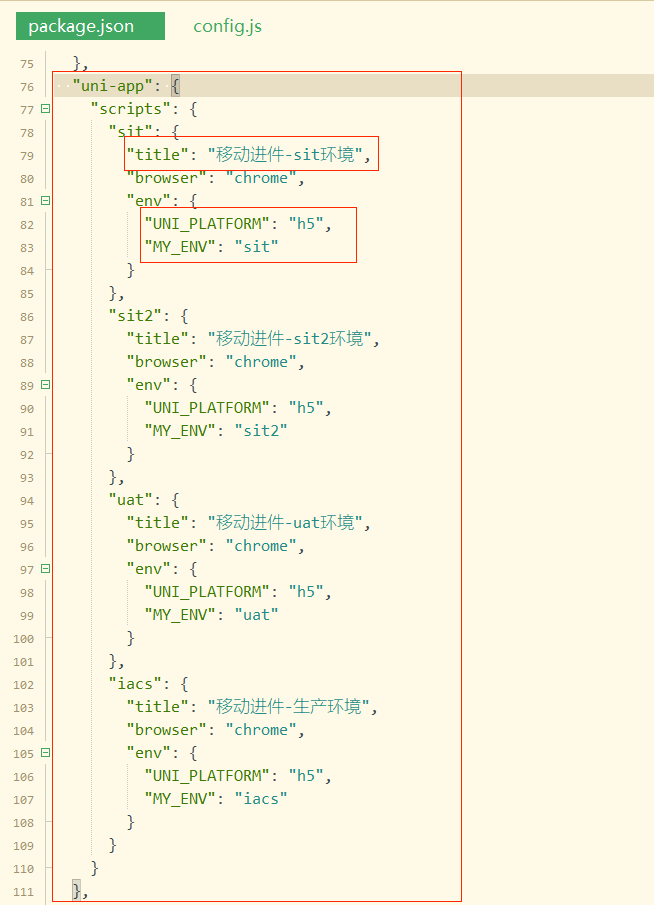 package.json config.js
75 },
76 "uni-app": {
77 "scripts": {
78 "sit": {
79 "title": "移动进件-sit环境",
80 "browser": "chrome",
81 "env": {
82 "UNI_PLATFORM": "h5",
83 "MY_ENV": "sit"
84 }
85 },
86 "sit2": {
87 "title": "移动进件-sit2环境",
88 "browser": "chrome",
89 "env": {
90 "UNI_PLATFORM": "h5",
91 "MY_ENV": "sit2"
92 }
93 },
94 "uat": {
95 "title": "移动进件-uat环境",
96 "browser": "chrome",
97 "env": {
98 "UNI_PLATFORM": "h5",
99 "MY_ENV": "uat"
100 }
101 },
102 "iacs": {
103 "title": "移动进件-生产环境",
104 "browser": "chrome",
105 "env": {
106 "UNI_PLATFORM": "h5",
107 "MY_ENV": "iacs"
108 }
109 }
110 }
111 },